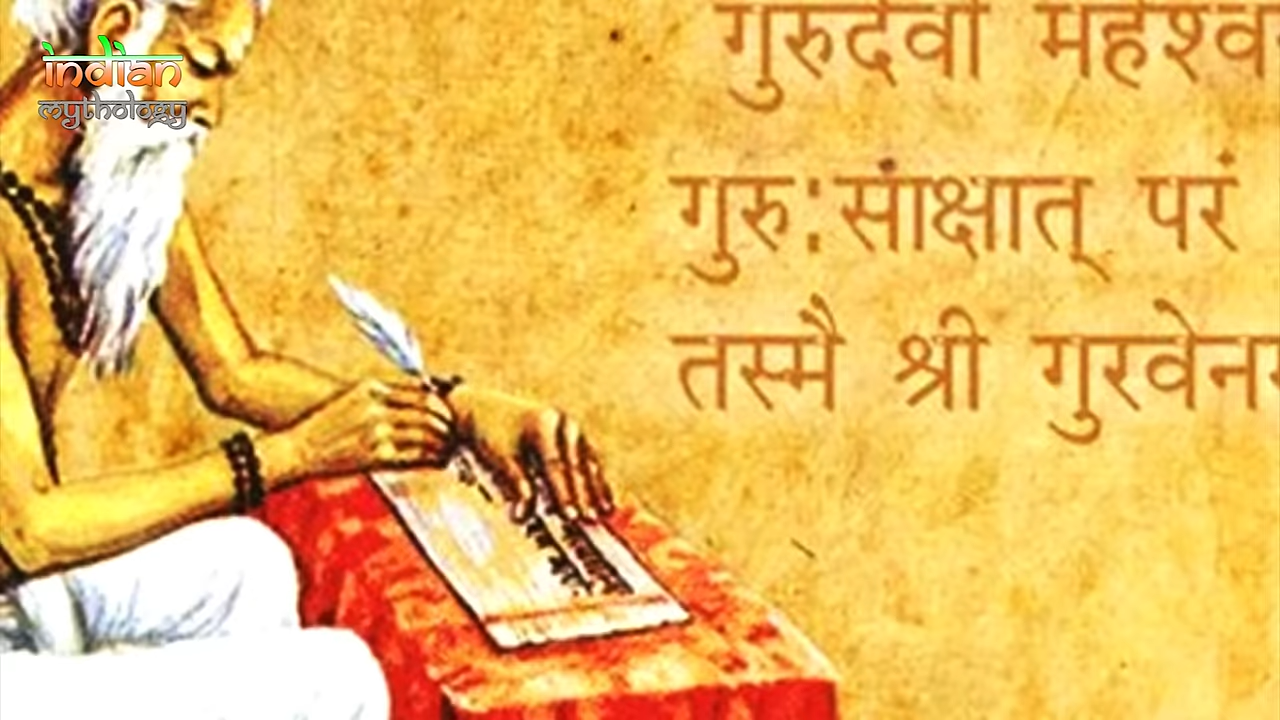 indian
mythology
गुरुदेवो महेश्व
गुरु:साक्षात् परं
तस्मै श्री गुरवेन